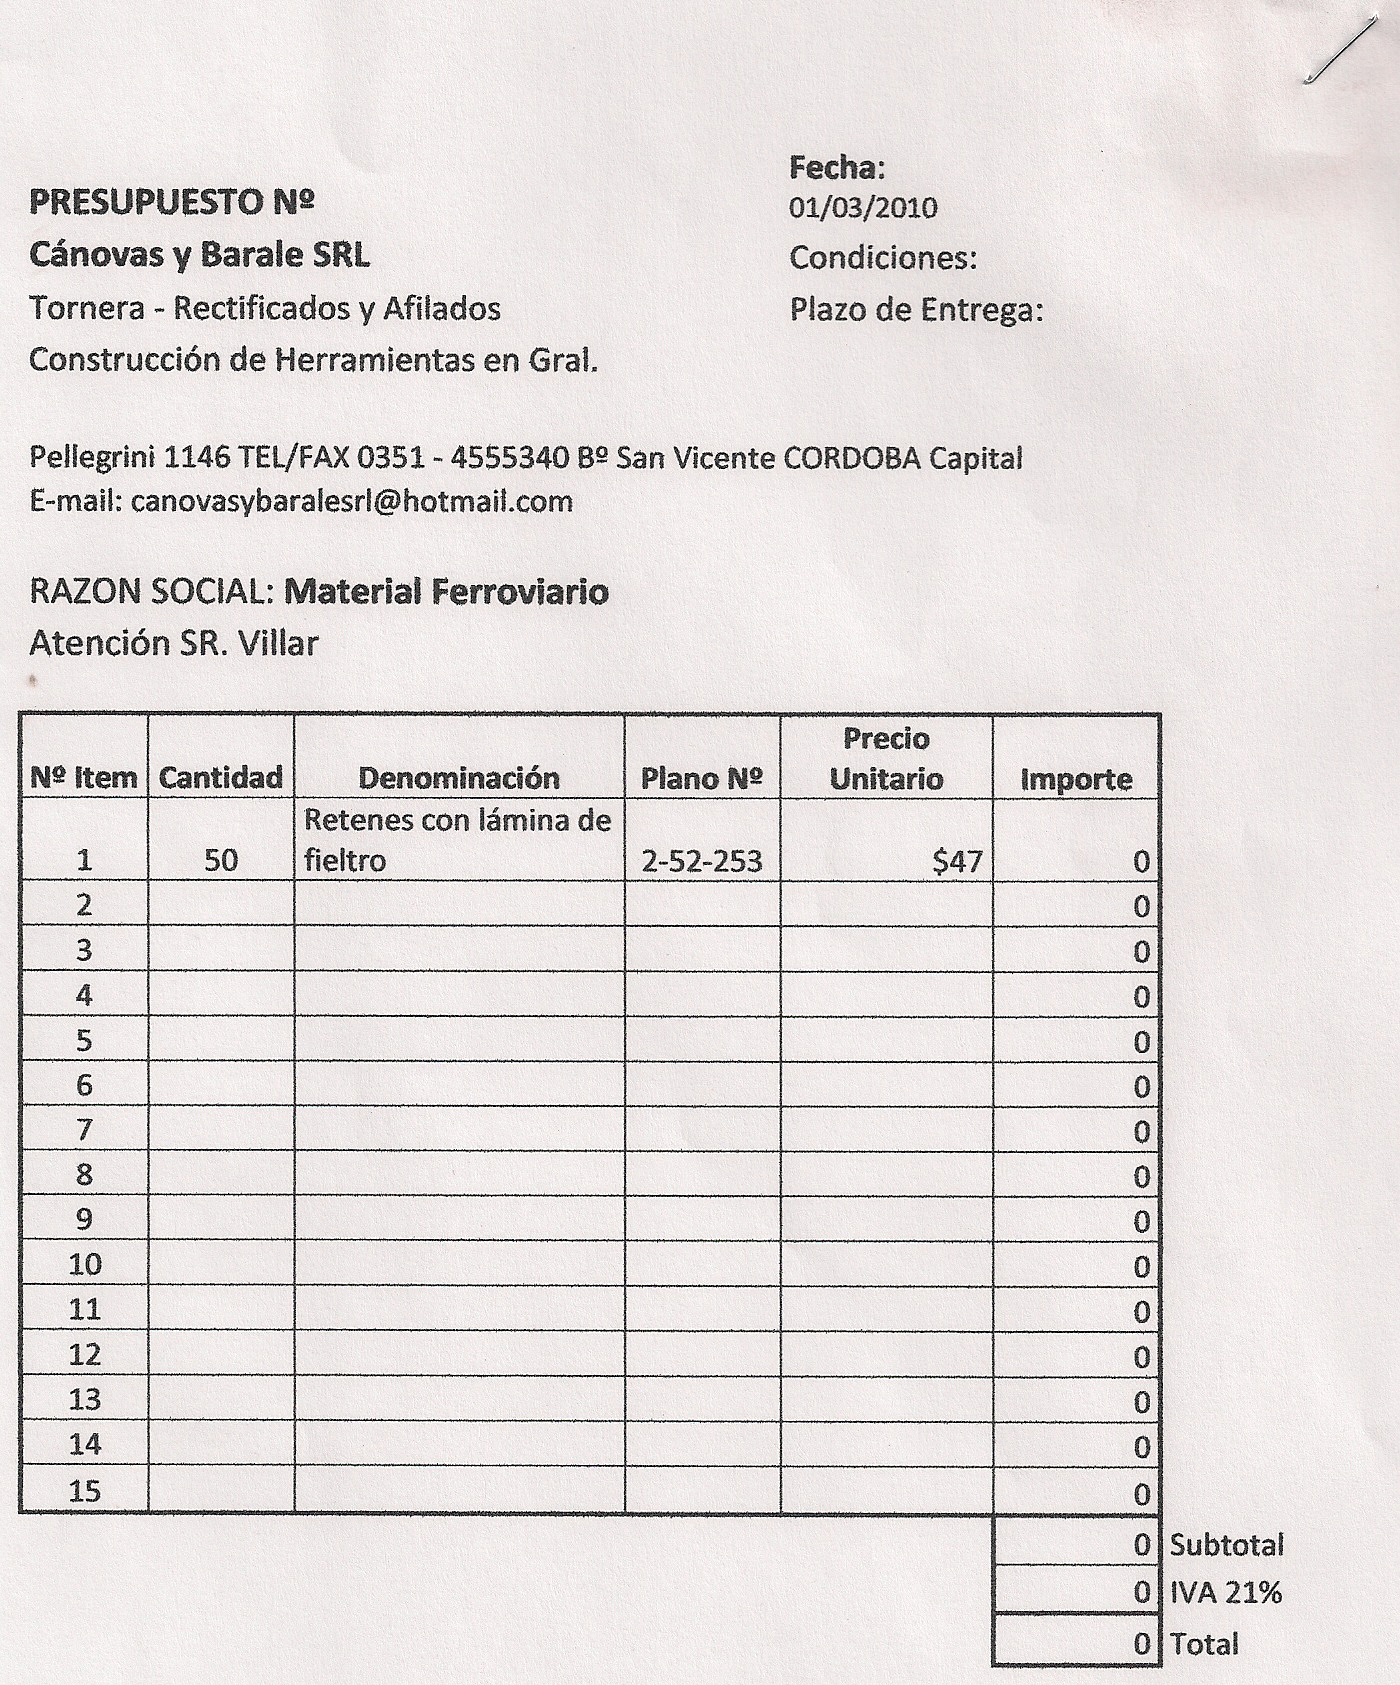 Fecha:
PRESUPUESTO Nº
01/03/2010
Cánovas y Barale SRL
Condiciones:
Tornera - Rectificados y Afilados
Plazo de Entrega:
Construcción de Herramientas en Gral.
Pellegrini 1146 TEL/FAX 0351 - 4555340 Bº San Vicente CORDOBA Capital
E-mail: canovasybaralesrl@hotmail.com
RAZON SOCIAL: Material Ferroviario
Atención SR. Villar
Nº Item Cantidad Denominación Plano Nº Precio Unitario Importe
1 50 Retenes con lámina de fieltro 2-52-253 $47 0
2 0
3 0
4 0
5 0
6 0
7 0
8 0
9 0
10 0
11 0
12 0
13 0
14 0
15 0
0 Subtotal
0 IVA 21%
0 Total